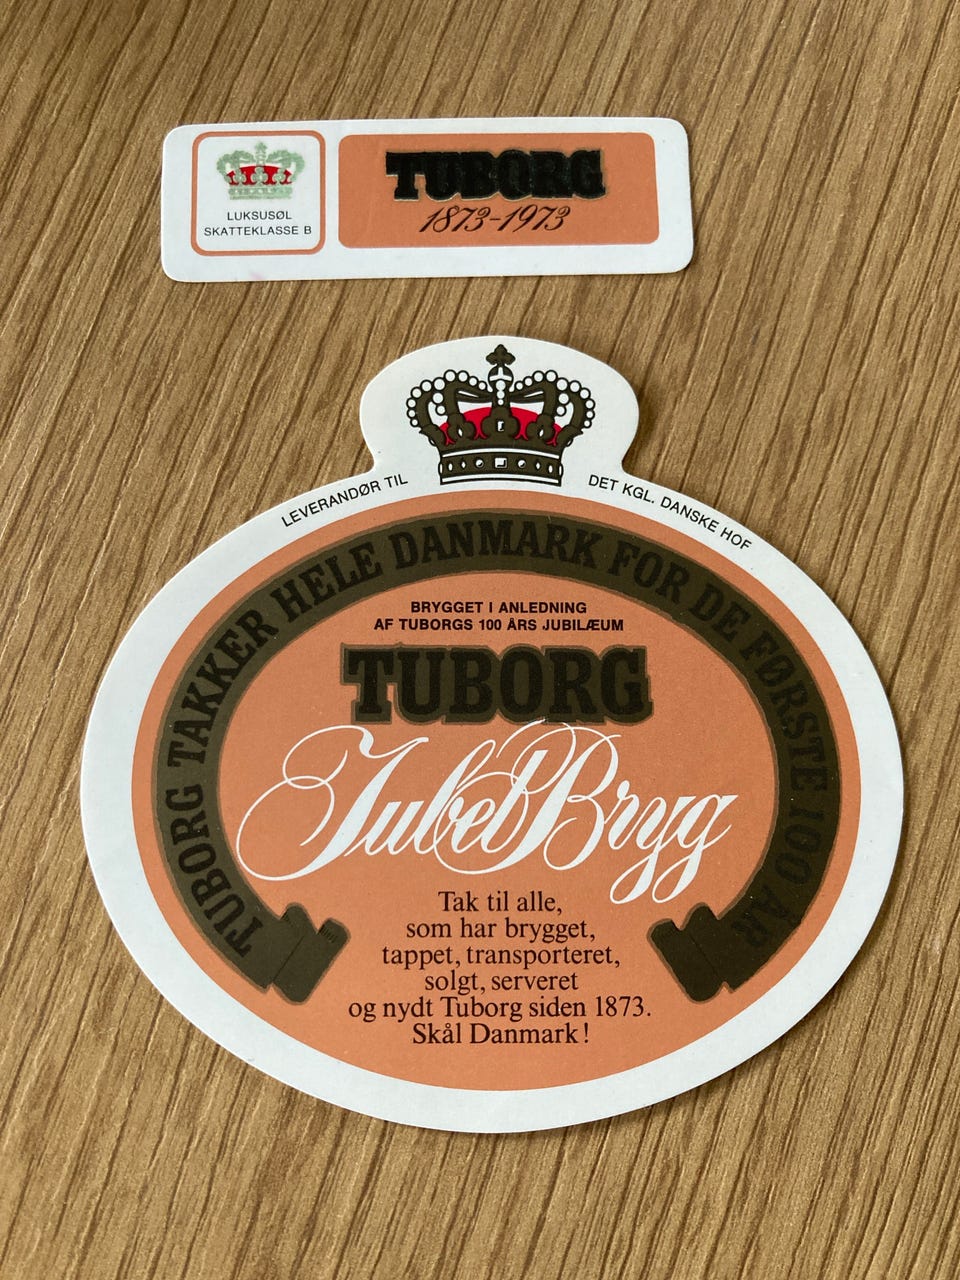 LUKSUSØL
SKATTEKLASSE B
TUBORG
1873-1973
LEVERANDØR TIL DET KGL. DANSKE HOF
TUBORG TAKKER HELE DANMARK FOR DE FØRSTE 100 ÅR
BRYGGET I ANLEDNING
AF TUBORGS 100 ÅRS JUBILÆUM
TUBORG
JubelBryg
Tak til alle,
som har brygget,
tappet, transporteret,
solgt, serveret
og nydt Tuborg siden 1873.
Skål Danmark!